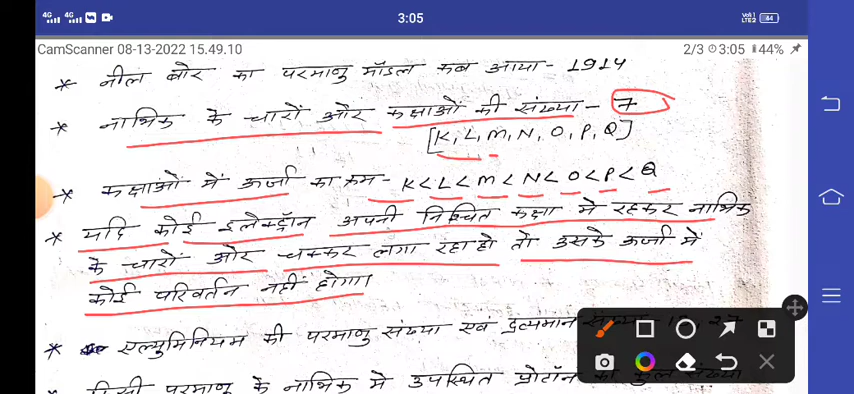 3:05
CamScanner 08-13-2022 15.49.10
2/3 3:05 44%
* नील बोर का परमाणु मॉडल कब आया - 1914
* नाभिक के चारों और कक्षाओं की संख्या - 7
[K, L, M, N, O, P, Q]
* कक्षाओं में ऊर्जा का क्रम - K<L<M<N<O<P<Q
* यदि कोई इलेक्ट्रॉन अपनी निश्चित कक्षा मे रहकर नाभिक
के चारों और चक्कर लगा रहा हो तो उसके ऊर्जा में
कोई परिवर्तन नहीं होगा।
* एल्युमिनियम की परमाणु संख्या एवं द्रव्यमान
परमाणु के नाभिक मे उपस्थित प्रोटॉन